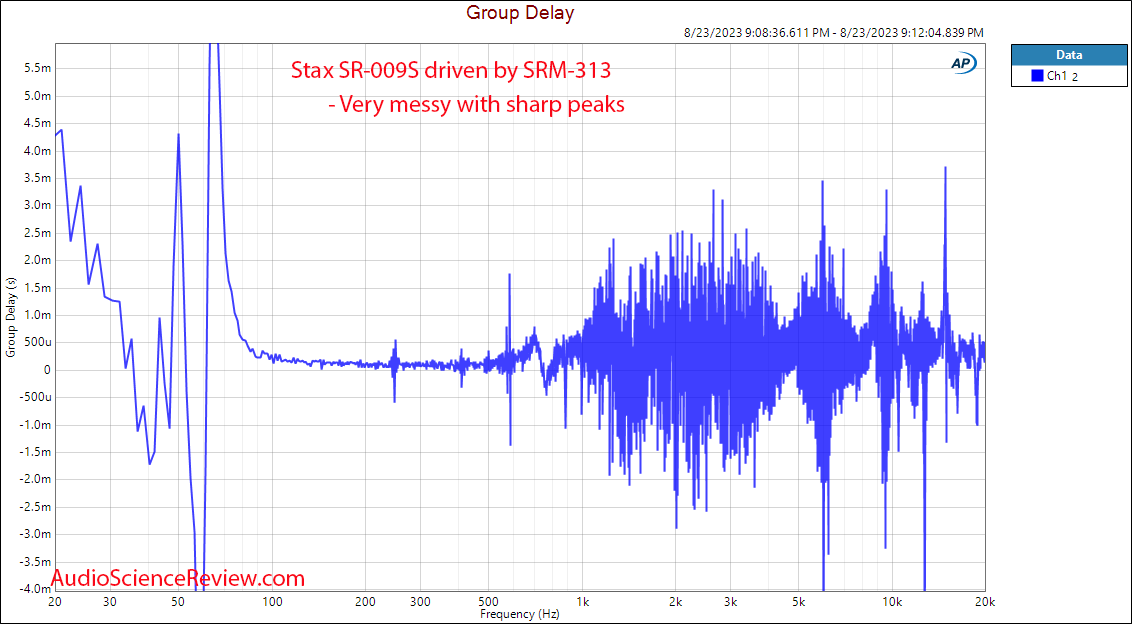 Group Delay
8/23/2023 9:08:36.611 PM - 8/23/2023 9:12:04.839 PM
Stax SR-009S driven by SRM-313
- Very messy with sharp peaks
AP
Data
Ch1 2
Group Delay (s)
5.5m
5.0m
4.5m
4.0m
3.5m
3.0m
2.5m
2.0m
1.5m
1.0m
500u
0
-500u
-1.0m
-1.5m
-2.0m
-2.5m
-3.0m
-3.5m
-4.0m
AudioScienceReview.com
20 30 50 100 200 300 500 1k 2k 3k 5k 10k 20k
Frequency (Hz)